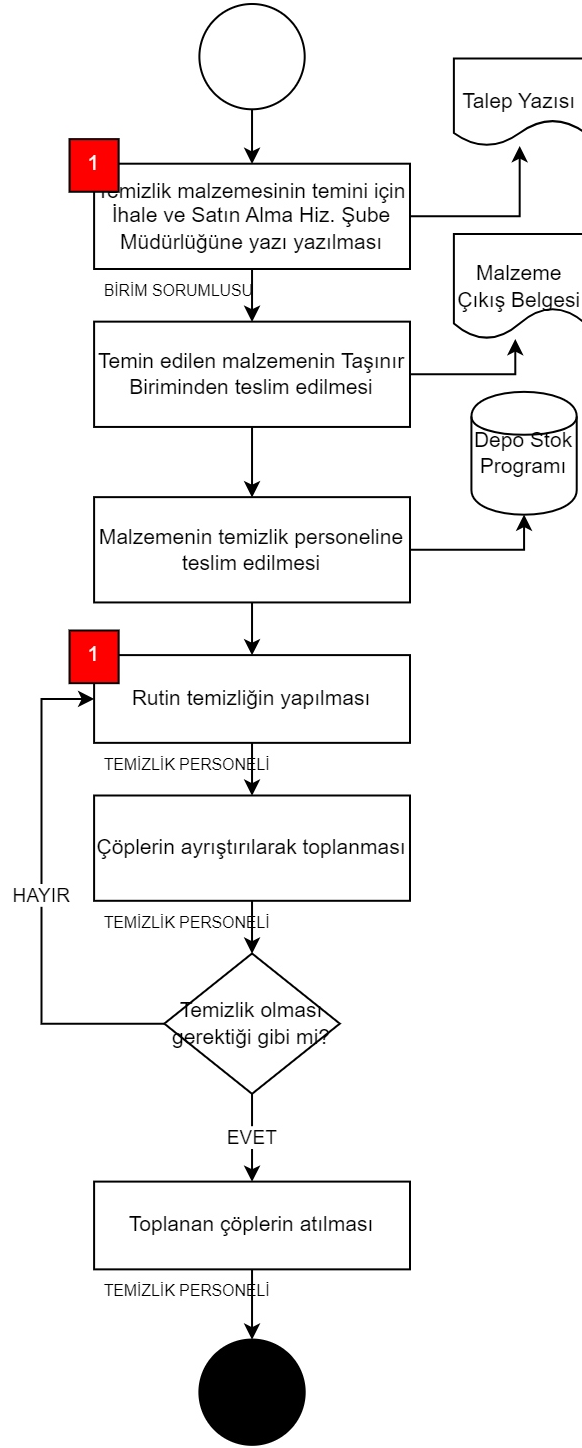 Talep Yazısı
1
Temizlik malzemesinin temini için
İhale ve Satın Alma Hiz. Şube
Müdürlüğüne yazı yazılması
BİRİM SORUMLUSU
Malzeme
Çıkış Belgesi
Temin edilen malzemenin Taşınır
Biriminden teslim edilmesi
Depo Stok
Programı
Malzemenin temizlik personeline
teslim edilmesi
1
Rutin temizliğin yapılması
TEMİZLİK PERSONELİ
Çöplerin ayrıştırılarak toplanması
HAYIR
TEMİZLİK PERSONELİ
Temizlik olması
gerektiği gibi mi?
EVET
Toplanan çöplerin atılması
TEMİZLİK PERSONELİ